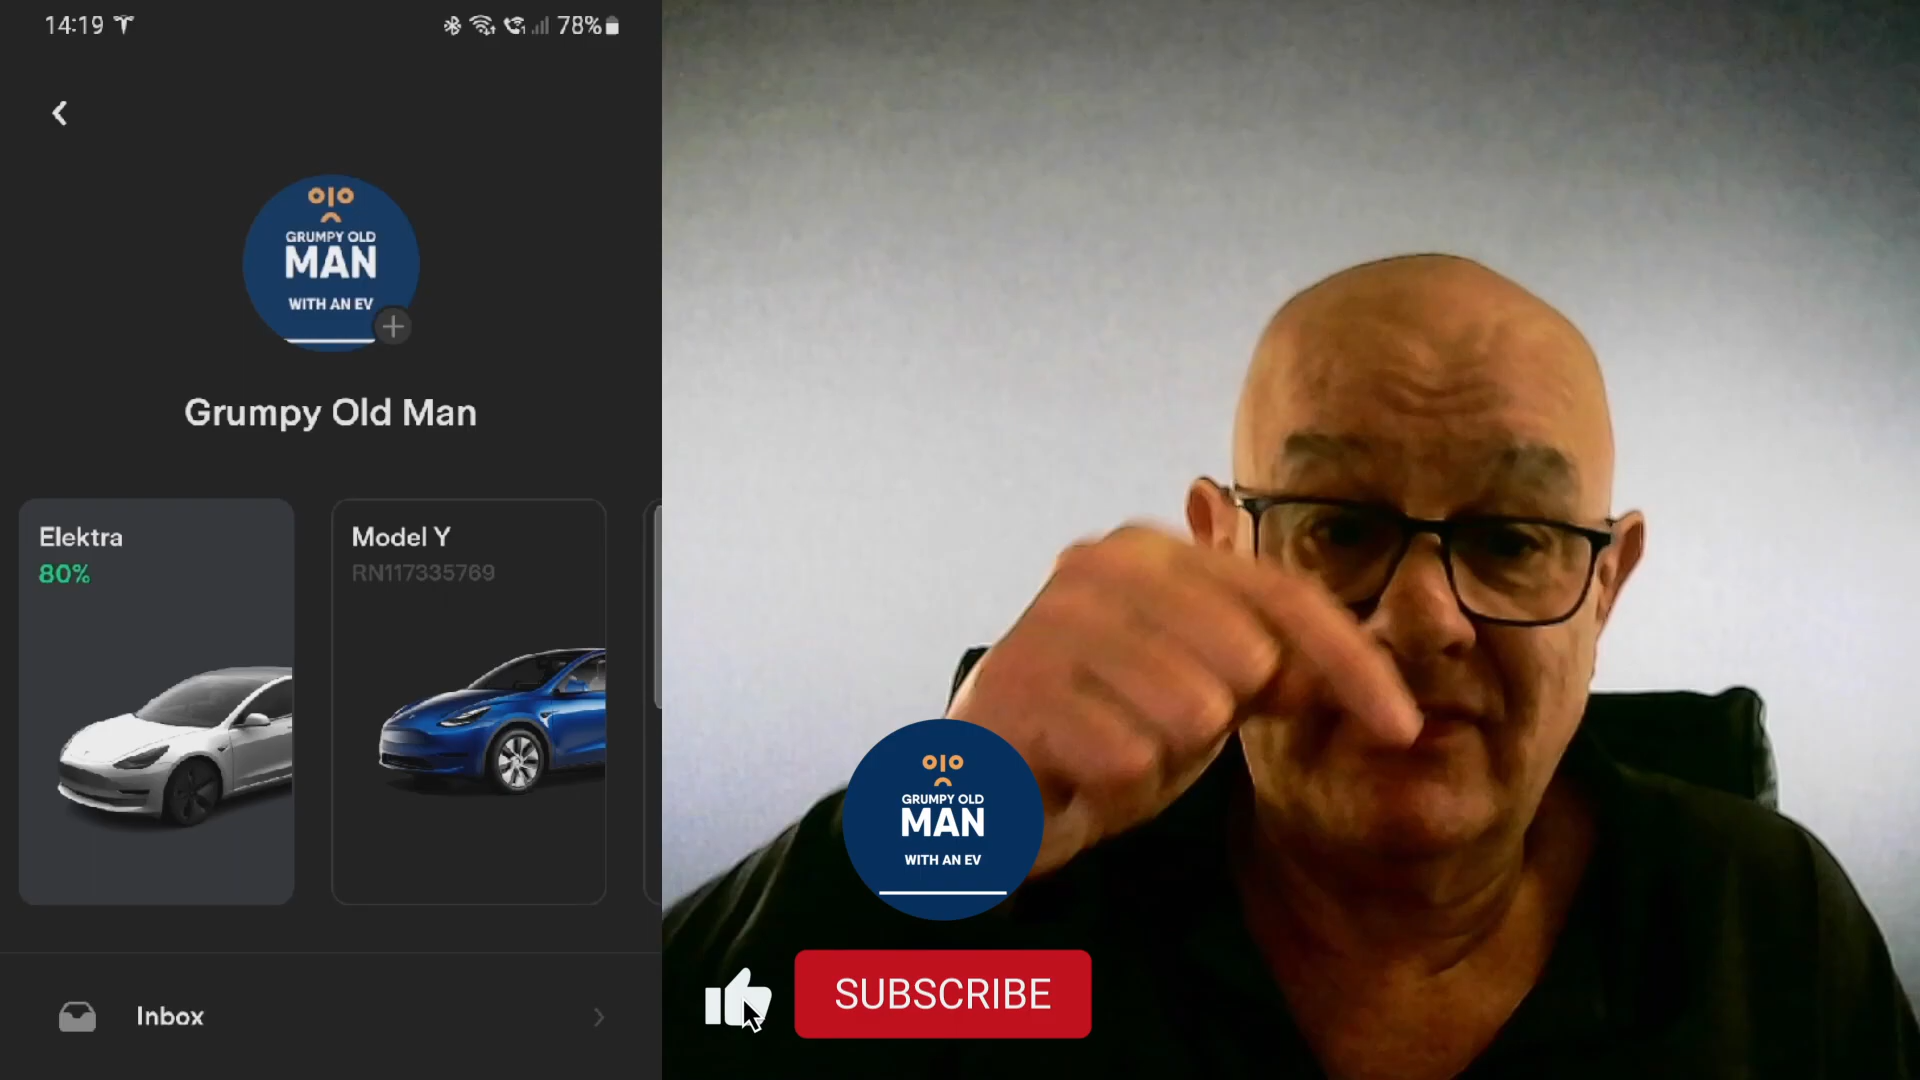 14:19
78%
GRUMPY OLD
MAN
WITH AN EV
Grumpy Old Man
Elektra
80%
Model Y
RN117335769
Inbox
GRUMPY OLD
MAN
WITH AN EV
SUBSCRIBE